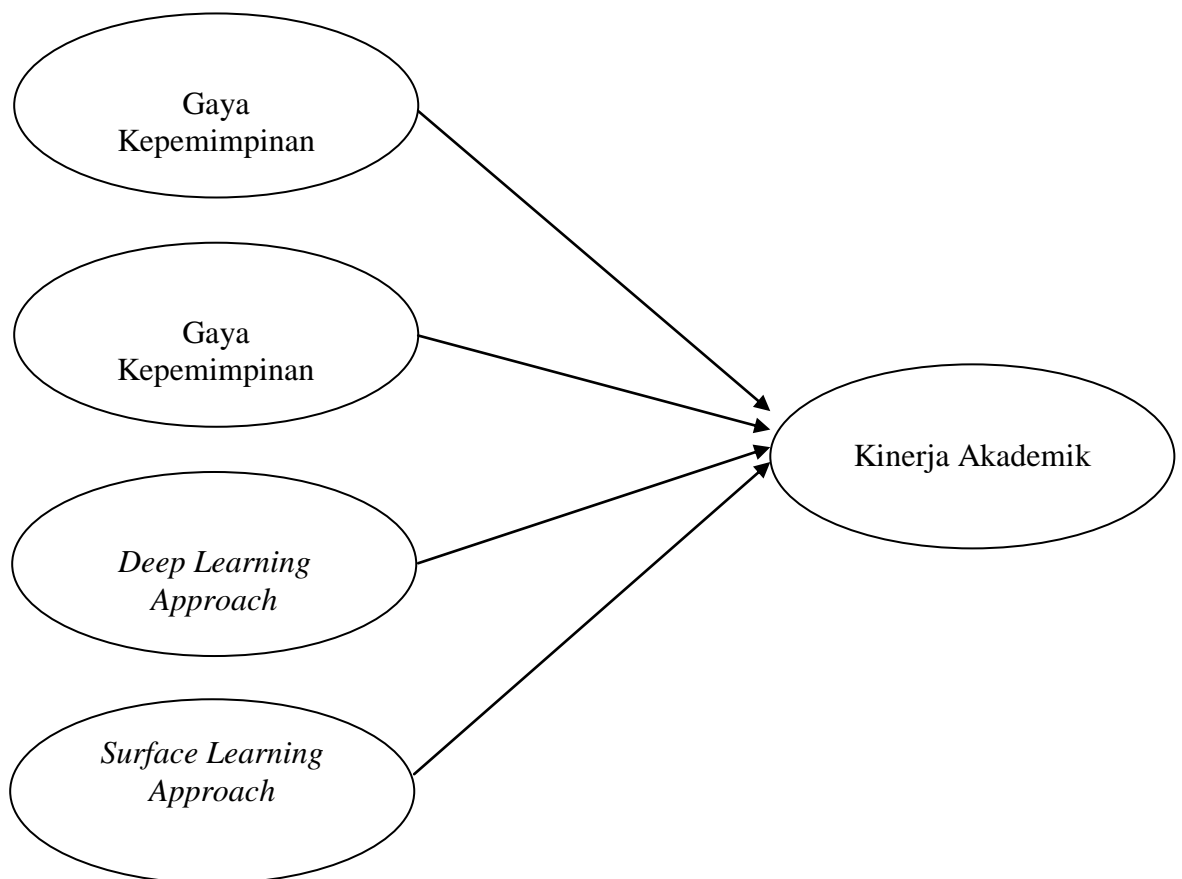 Gaya
Kepemimpinan
Gaya
Kepemimpinan
Kinerja Akademik
Deep Learning
Approach
Surface Learning
Approach